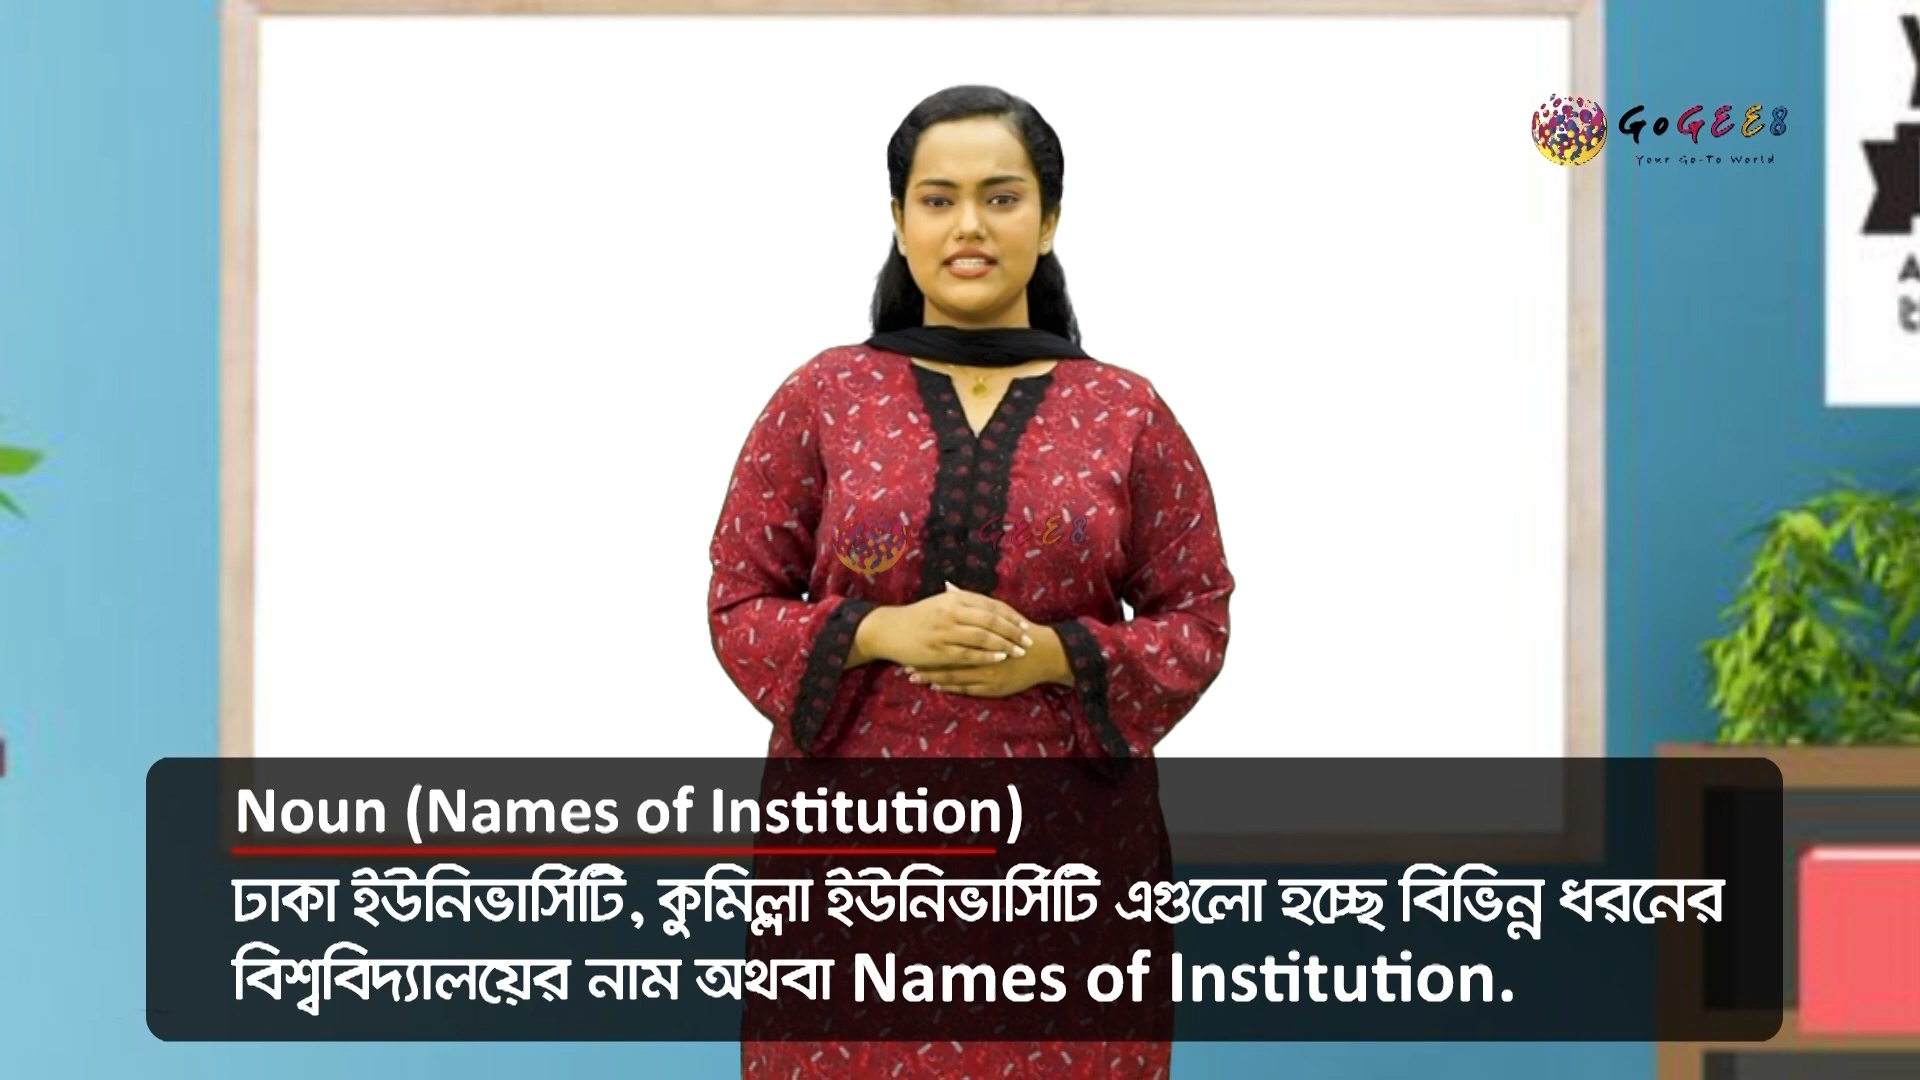 GoGEE8
Your Go-To World
GEE8
Noun (Names of Institution)
ঢাকা ইউনিভার্সিটি, কুমিল্লা ইউনিভার্সিটি এগুলো হচ্ছে বিভিন্ন ধরনের
বিশ্ববিদ্যালয়ের নাম অথবা Names of Institution.